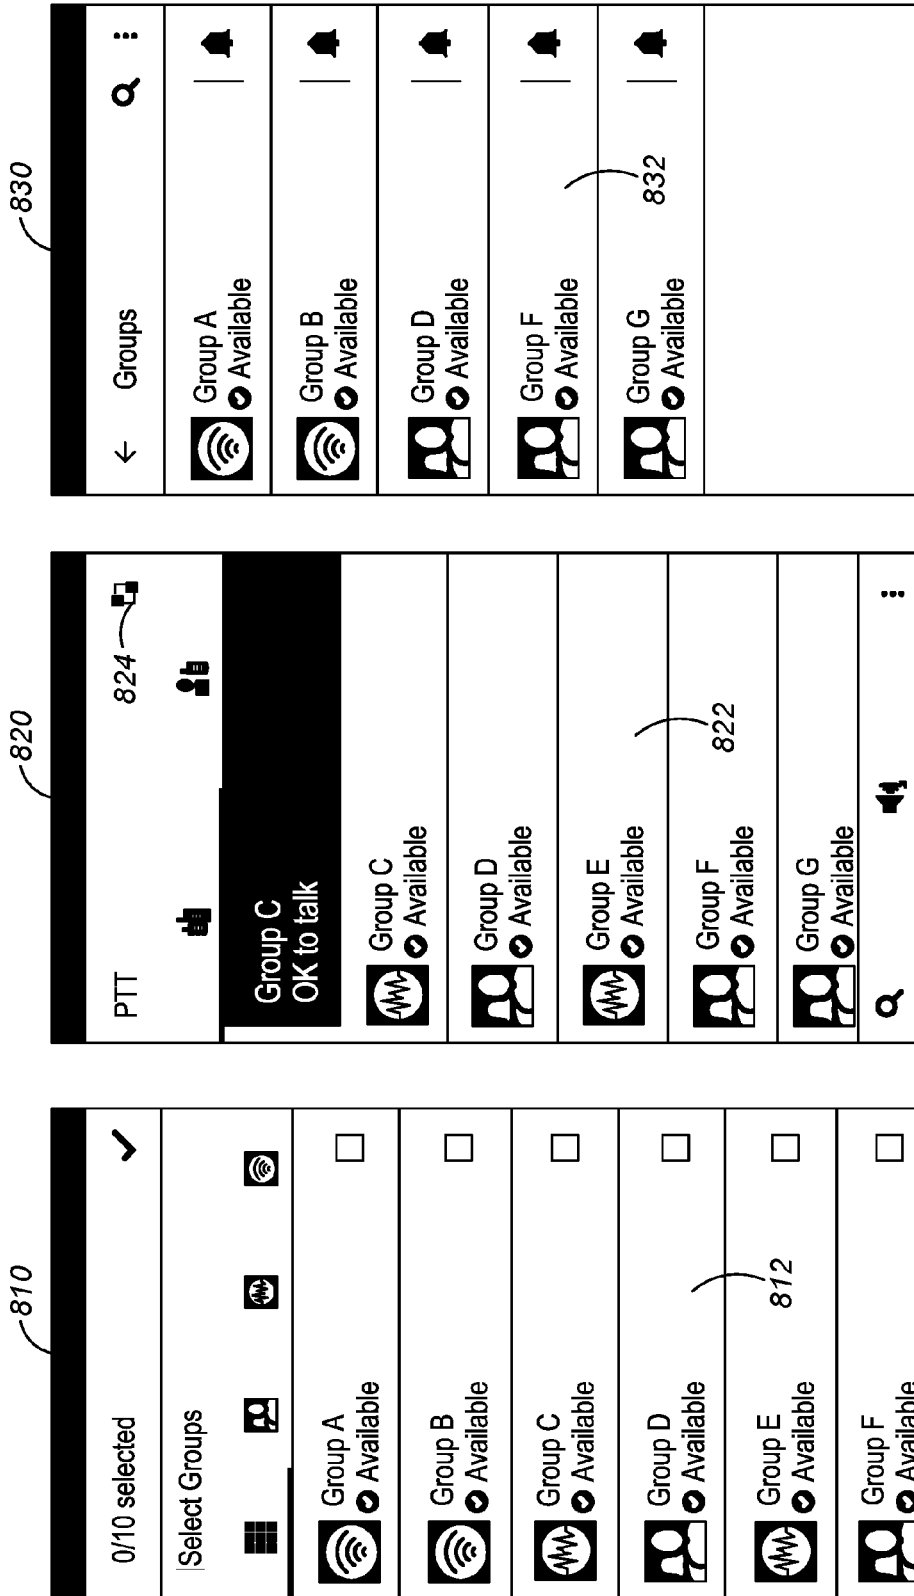 810
0/10 selected
Select Groups
Group A
Available
Group B
Available
Group C
Available
Group D
Available
812
Group E
Available
Group F
Available
820
PTT
824
Group C
OK to talk
Group C
Available
Group D
Available
Group E
Available
822
Group F
Available
Group G
Available
830
Groups
Group A
Available
Group B
Available
Group D
Available
Group F
Available
832
Group G
Available